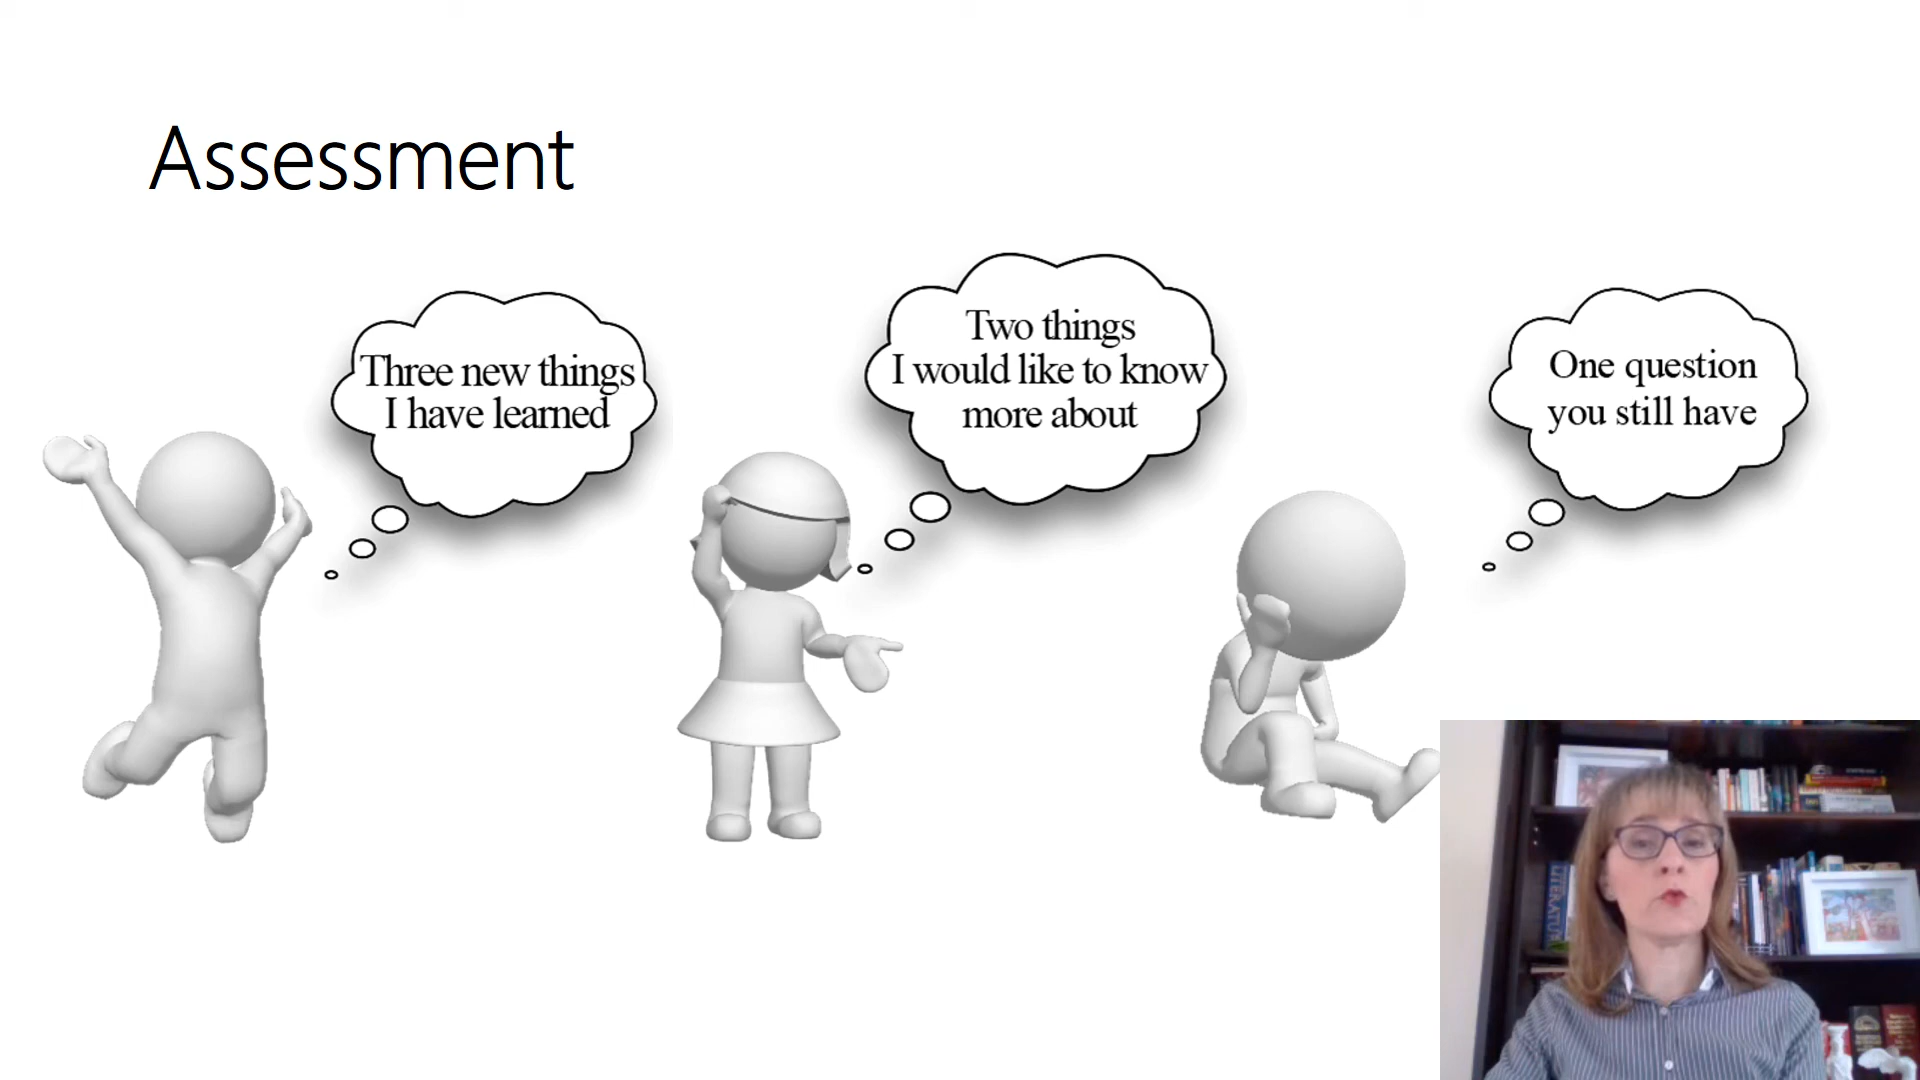 Assessment
Three new things
I have learned
Two things
I would like to know
more about
One question
you still have